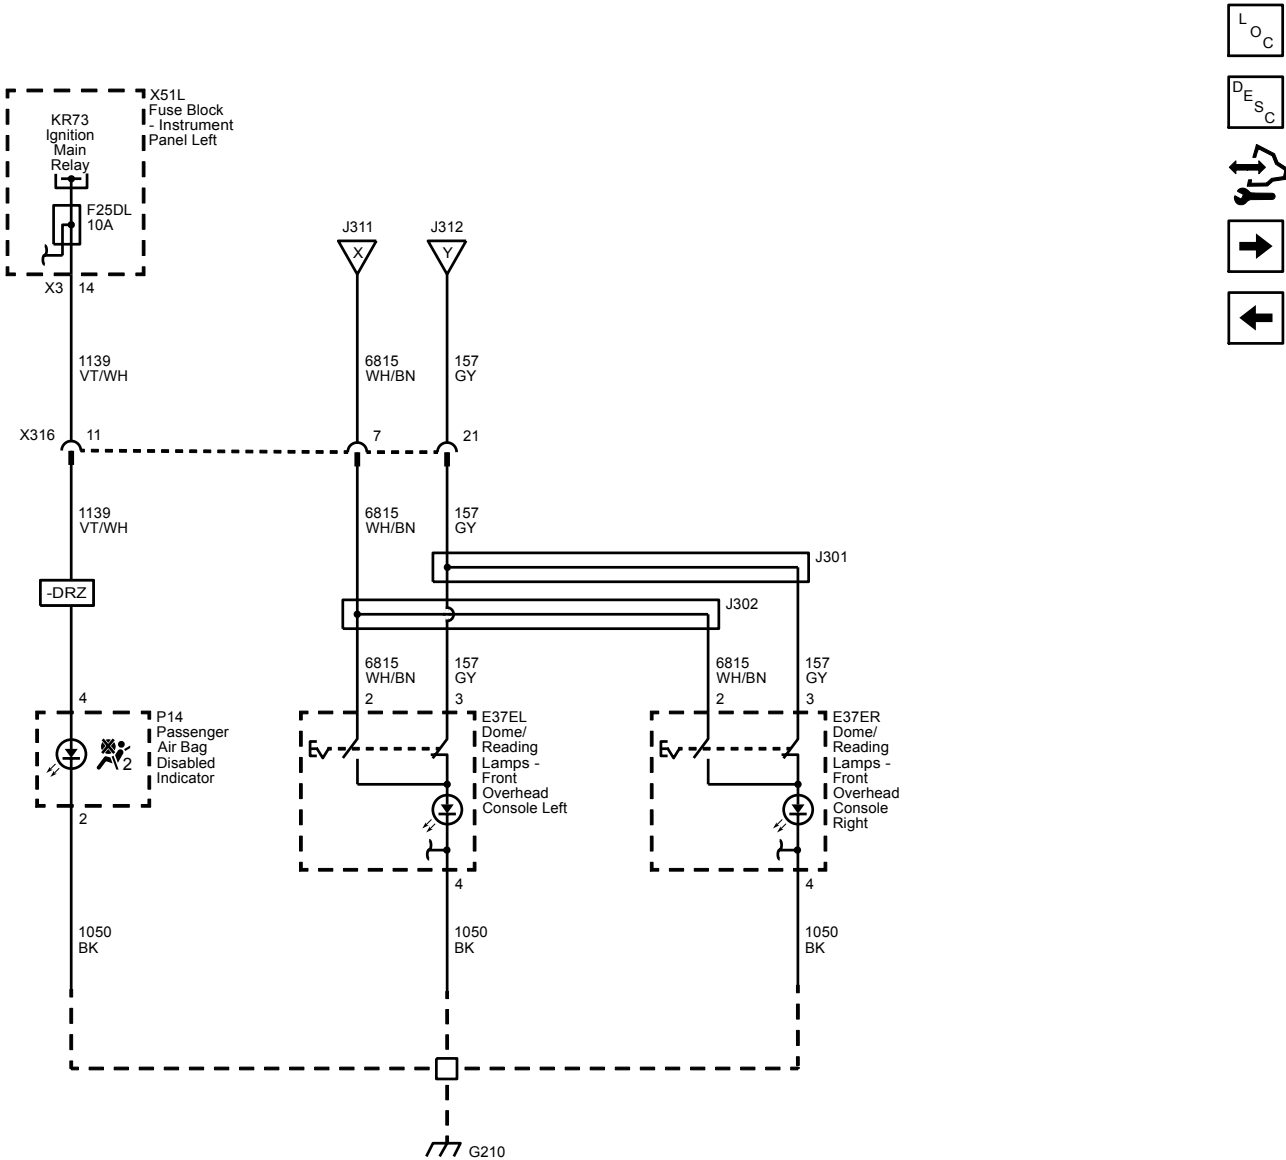 LOC
DESC
X51L
Fuse Block
- Instrument
Panel Left
KR73
Ignition
Main
Relay
F25DL
10A
X3 14
J311
X
J312
Y
1139
VT/WH
6815
WH/BN
157
GY
X316 11
7
21
1139
VT/WH
6815
WH/BN
157
GY
J301
-DRZ
J302
6815
WH/BN
157
GY
6815
WH/BN
157
GY
4
2
3
2
3
P14
Passenger
Air Bag
Disabled
Indicator
2
E37EL
Dome/
Reading
Lamps -
Front
Overhead
Console Left
E37ER
Dome/
Reading
Lamps -
Front
Overhead
Console
Right
2
4
4
1050
BK
1050
BK
1050
BK
G210